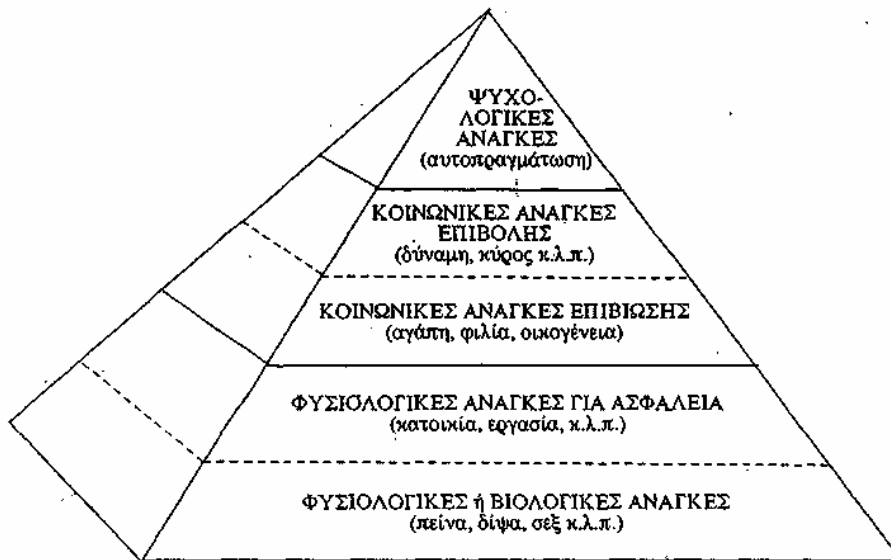 ΨΥΧΟ-
ΛΟΓΙΚΕΣ
ΑΝΑΓΚΕΣ
(αυτοπραγμάτωση)
ΚΟΙΝΩΝΙΚΕΣ ΑΝΑΓΚΕΣ
ΕΠΙΒΟΛΗΣ
(δύναμη, κύρος κ.λ.π.)
ΚΟΙΝΩΝΙΚΕΣ ΑΝΑΓΚΕΣ ΕΠΙΒΙΩΣΗΣ
(αγάπη, φιλία, οικογένεια)
ΦΥΣΙΟΛΟΓΙΚΕΣ ΑΝΑΓΚΕΣ ΓΙΑ ΑΣΦΑΛΕΙΑ
(κατοικία, εργασία, κ.λ.π.)
ΦΥΣΙΟΛΟΓΙΚΕΣ ή ΒΙΟΛΟΓΙΚΕΣ ΑΝΑΓΚΕΣ
(πείνα, δίψα, σεξ κ.λ.π.)